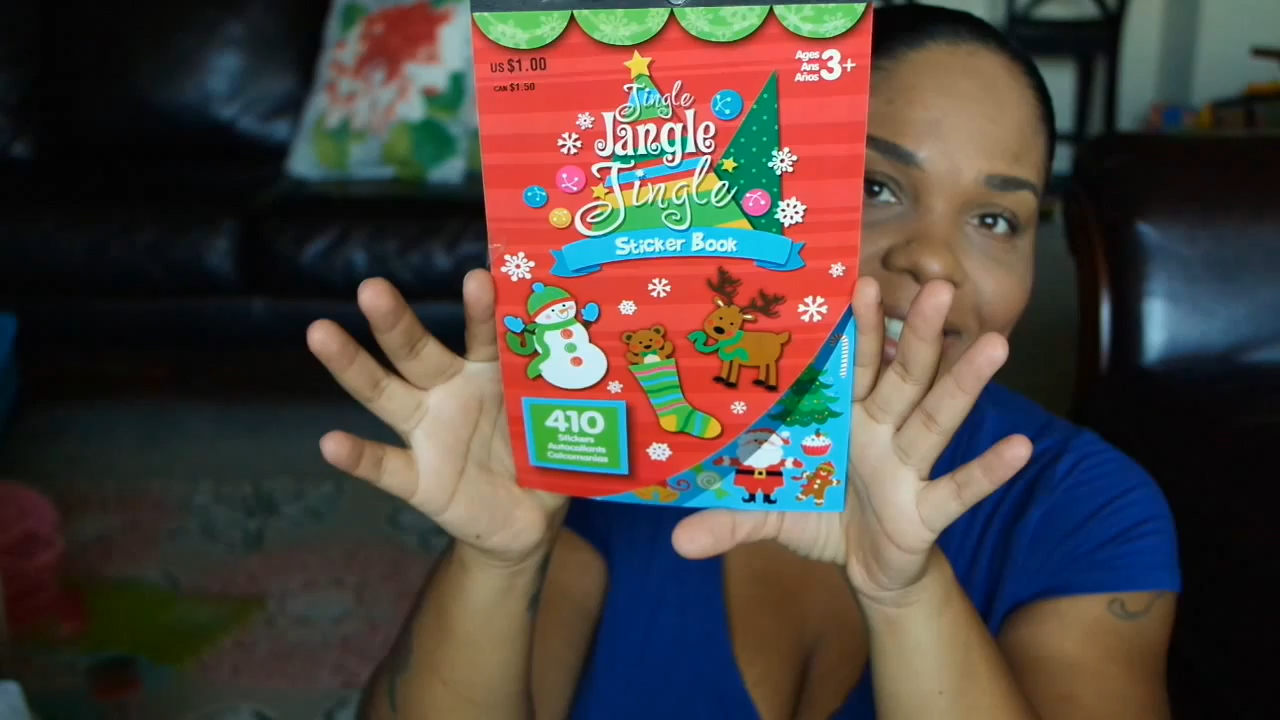 US $1.00
CAN $1.50
Ages
Ans
Años
3+
Jingle
Jangle
Jingle
Sticker Book
410
Stickers
Autocollants
Calcomanías